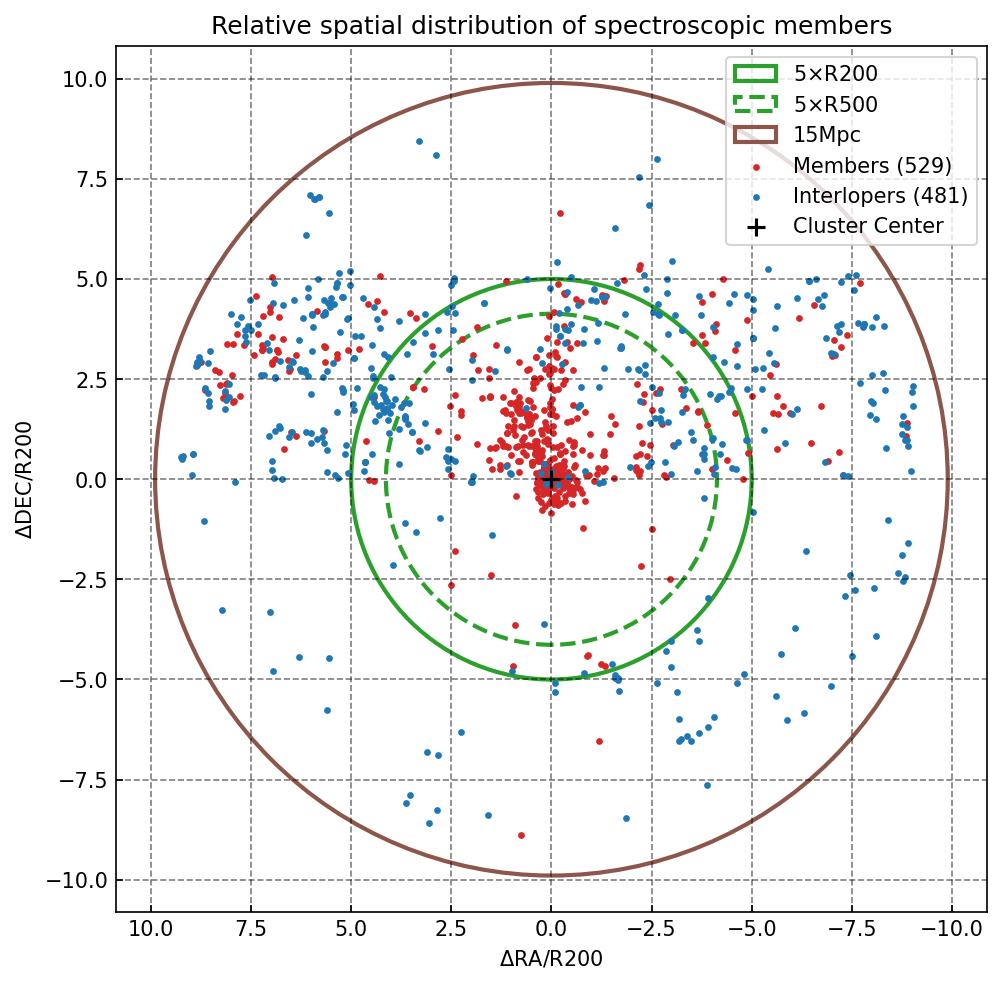 Relative spatial distribution of spectroscopic members
5×R200
5×R500
15Mpc
Members (529)
Interlopers (481)
Cluster Center
10.0
7.5
5.0
2.5
0.0
−2.5
−5.0
−7.5
−10.0
ΔDEC/R200
10.0
7.5
5.0
2.5
0.0
−2.5
−5.0
−7.5
−10.0
ΔRA/R200